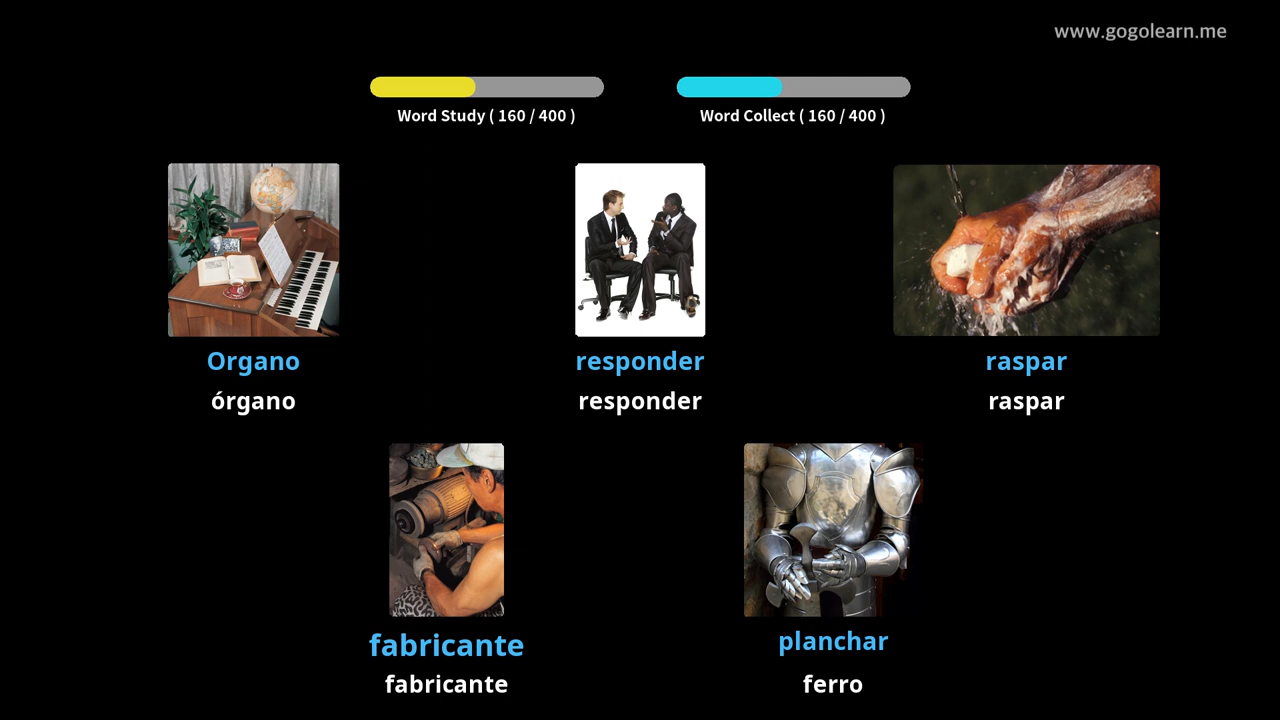 www.gogolearn.me
Word Study ( 160 / 400 )
Word Collect ( 160 / 400 )
Organo
responder
raspar
órgano
responder
raspar
fabricante
planchar
fabricante
ferro